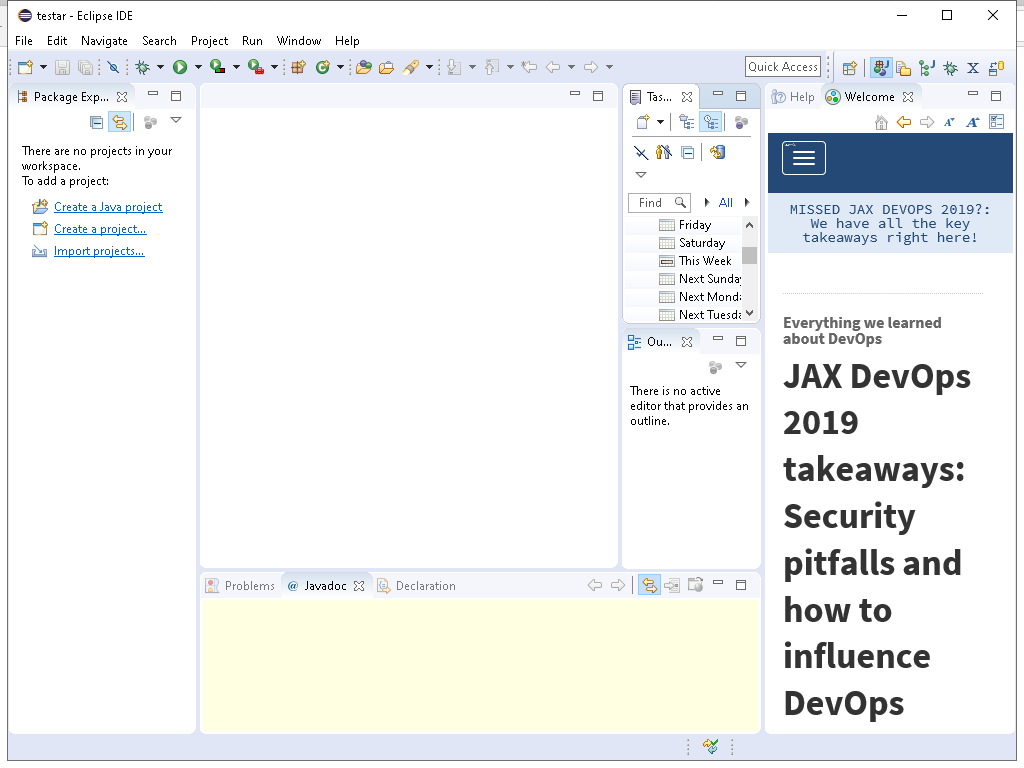 testar - Eclipse IDE
File Edit Navigate Search Project Run Window Help
Quick Access
Package Exp...
There are no projects in your
workspace.
To add a project:
Create a Java project
Create a project...
Import projects...
Tas...
Find
All
Friday
Saturday
This Week
Next Sunday
Next Monda
Next Tuesda
Ou...
There is no active
editor that provides an
outline.
Problems
@ Javadoc
Declaration
Help
Welcome
MISSED JAX DEVOPS 2019?:
We have all the key
takeaways right here!
Everything we learned
about DevOps
JAX DevOps
2019
takeaways:
Security
pitfalls and
how to
influence
DevOps